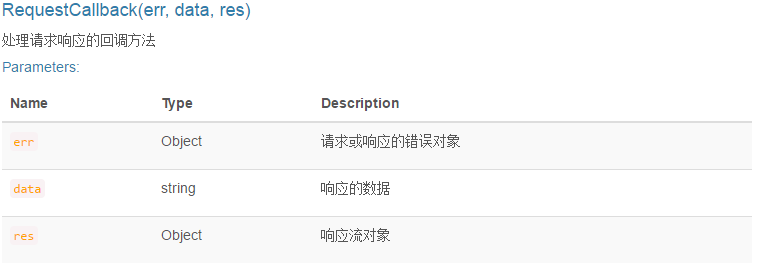 RequestCallback(err, data, res)
处理请求响应的回调方法
Parameters:
Name Type Description
err Object 请求或响应的错误对象
data string 响应的数据
res Object 响应流对象